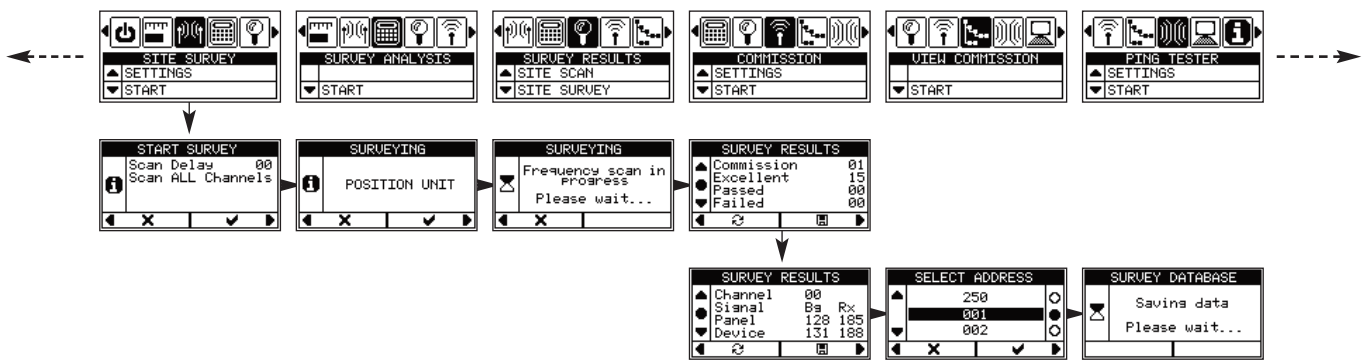 SITE SURVEY
SETTINGS
START
SURVEY ANALYSIS
START
SURVEY RESULTS
SITE SCAN
SITE SURVEY
COMMISSION
SETTINGS
START
VIEW COMMISSION
START
PING TESTER
SETTINGS
START
START SURVEY
Scan Delay 00
Scan ALL Channels
SURVEYING
POSITION UNIT
SURVEYING
Frequency scan in
progress
Please wait...
SURVEY RESULTS
Commission 01
Excellent 15
Passed 00
Failed 00
SURVEY RESULTS
Channel 00
Signal Bg Rx
Panel 128 185
Device 131 188
SELECT ADDRESS
250
001
002
SURVEY DATABASE
Saving data
Please wait...